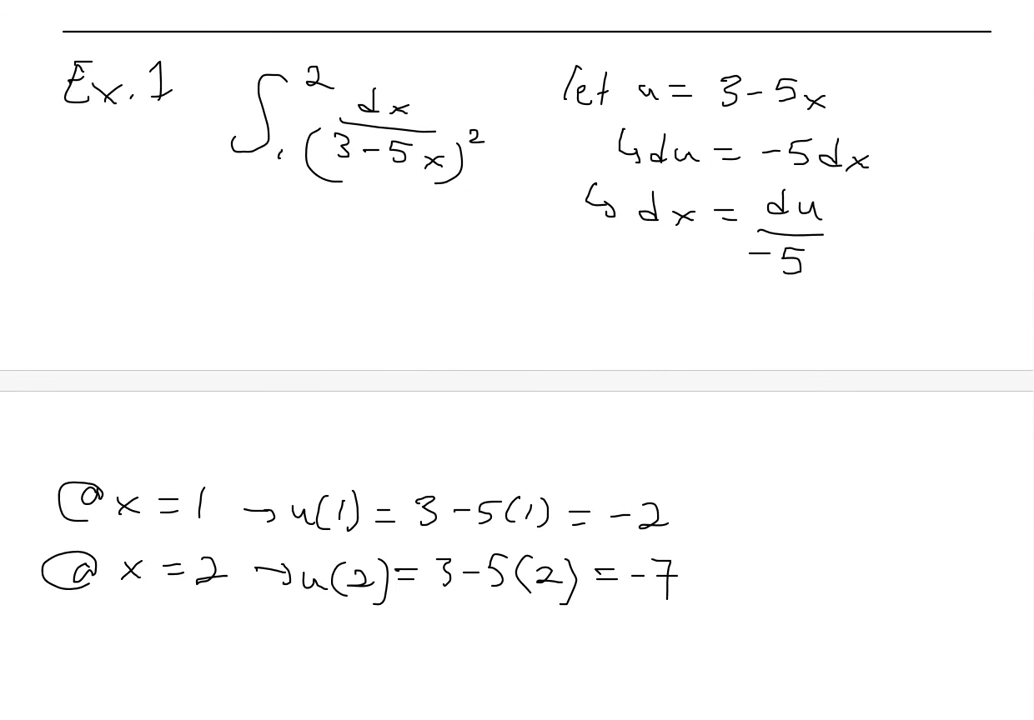 Ex. 1 ∫₁² dx/(3-5x)² let u = 3-5x
↳ du = -5dx
↳ dx = du/-5
@ x = 1 → u(1) = 3-5(1) = -2
@ x = 2 → u(2) = 3-5(2) = -7